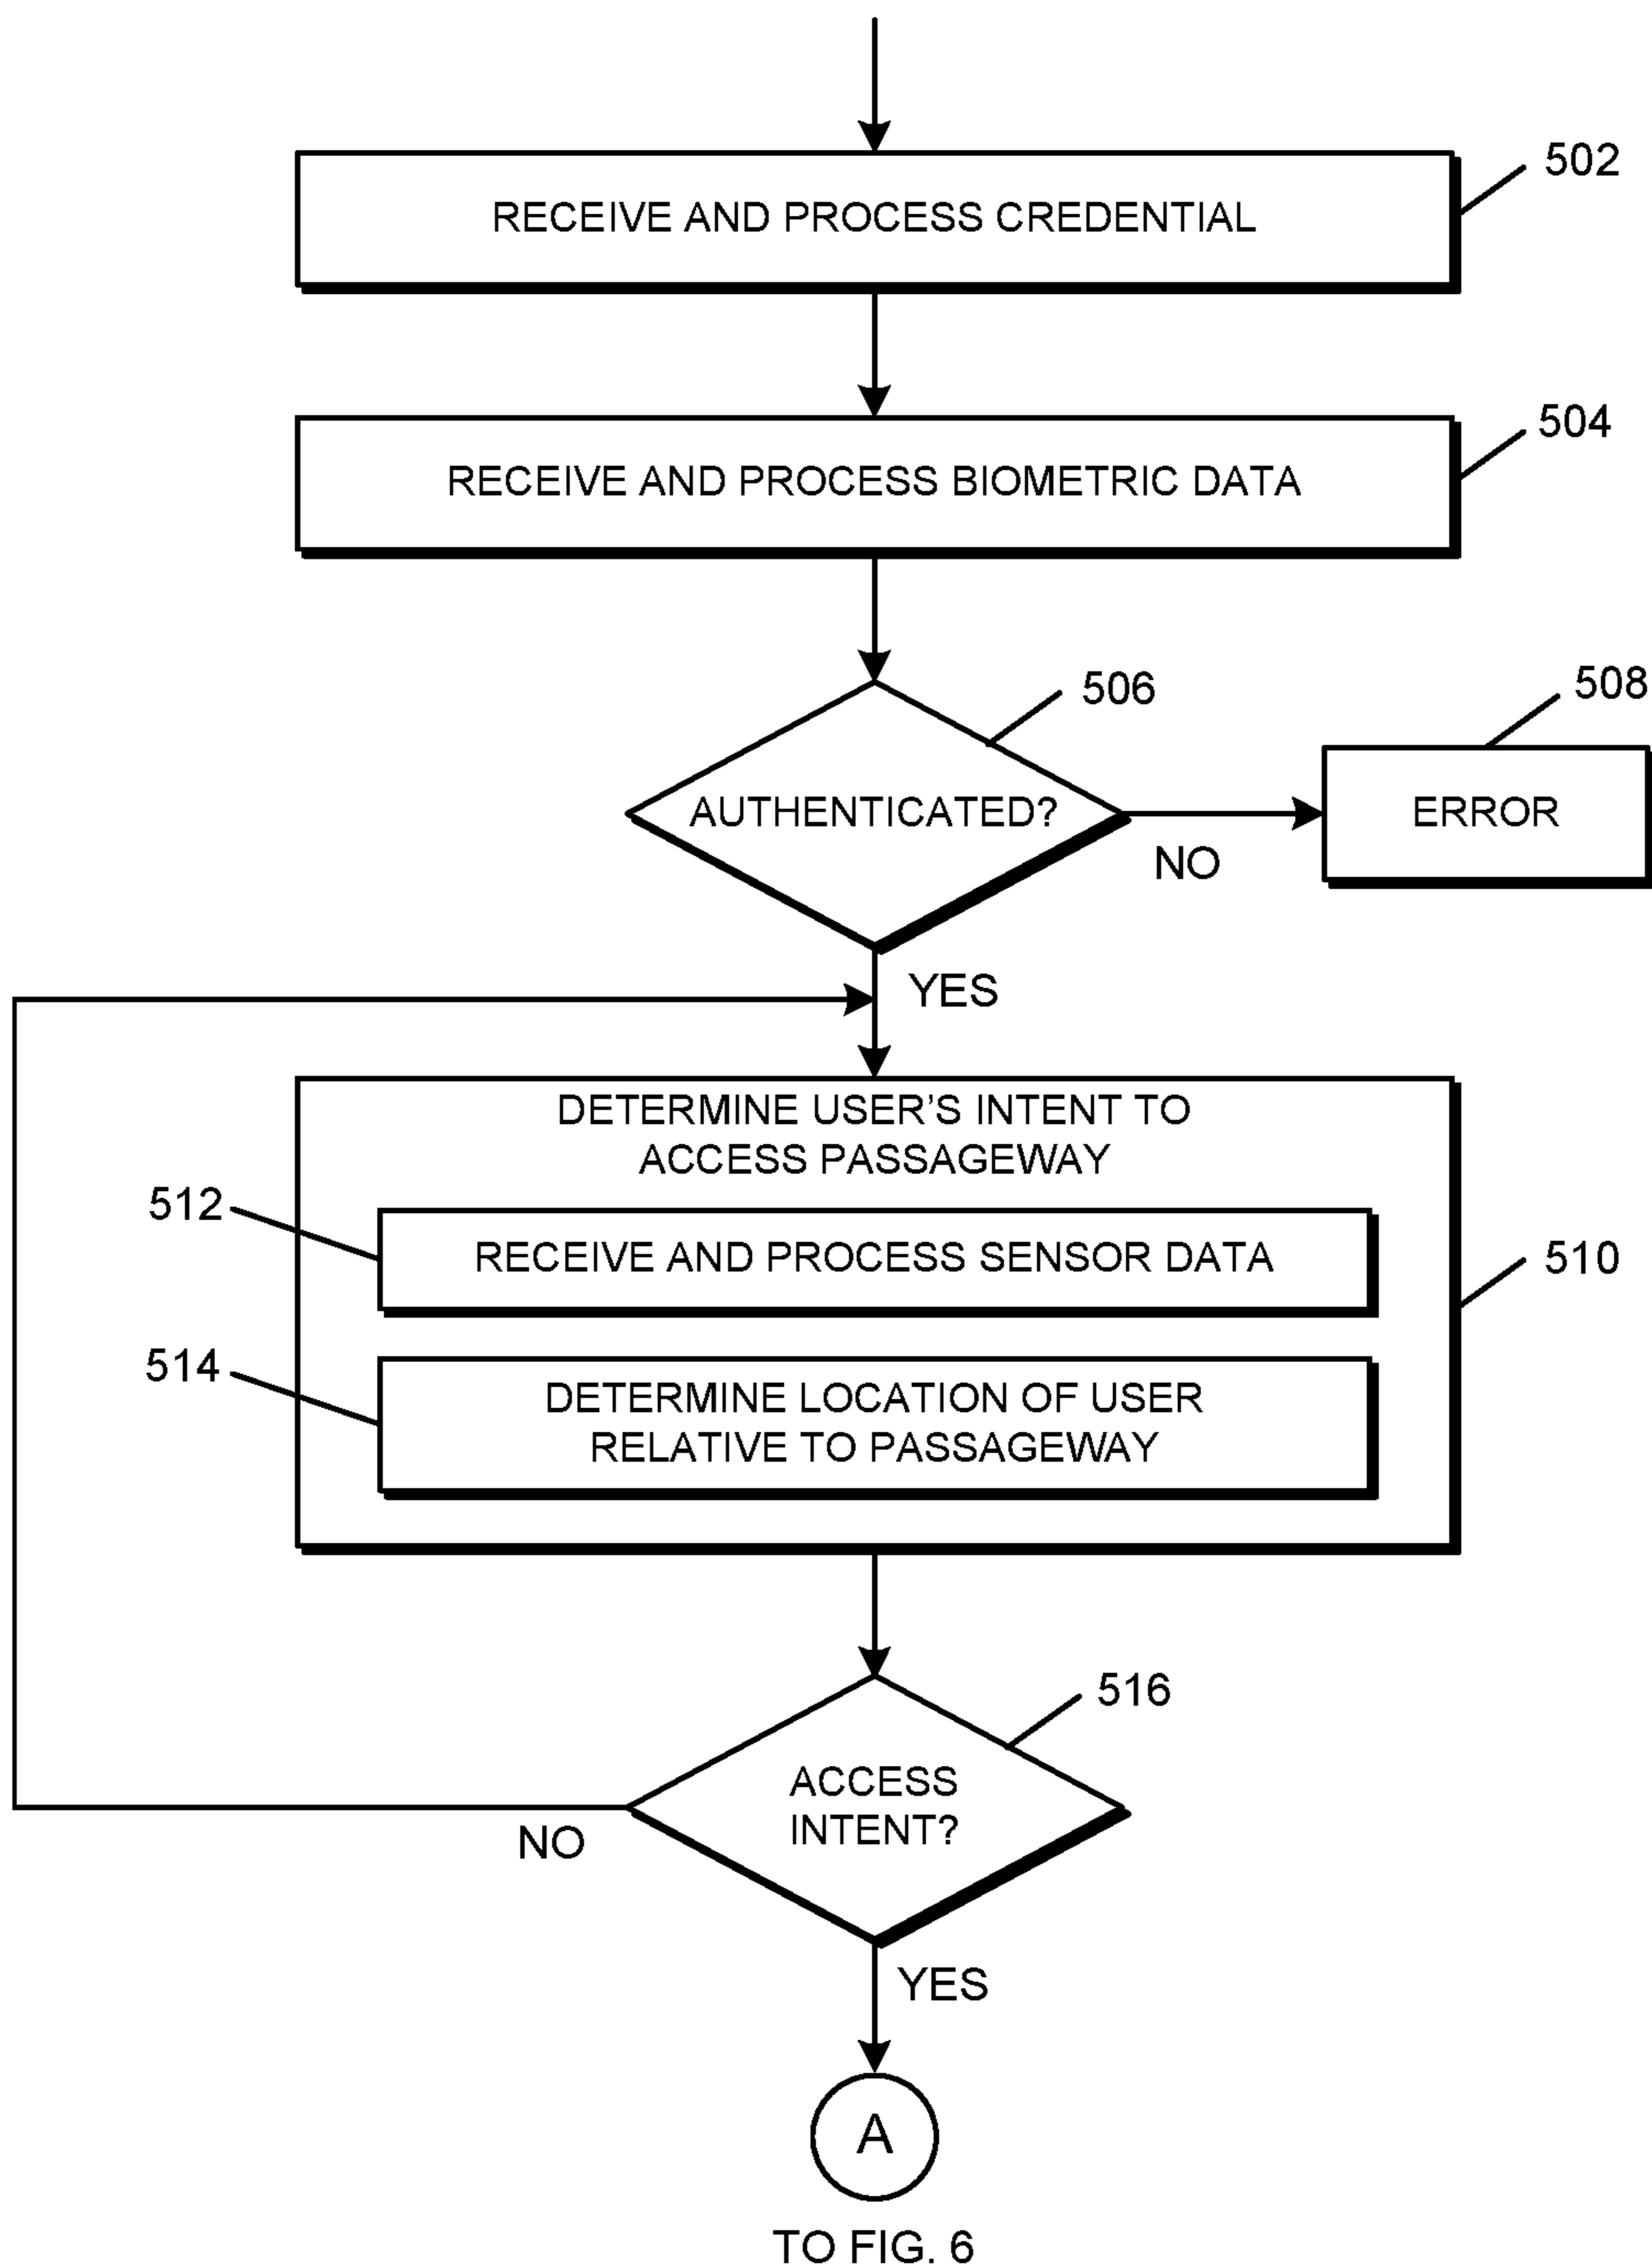 502
RECEIVE AND PROCESS CREDENTIAL
504
RECEIVE AND PROCESS BIOMETRIC DATA
506
508
AUTHENTICATED?
ERROR
NO
YES
DETERMINE USER'S INTENT TO
ACCESS PASSAGEWAY
512
RECEIVE AND PROCESS SENSOR DATA
510
514
DETERMINE LOCATION OF USER
RELATIVE TO PASSAGEWAY
516
ACCESS
INTENT?
NO
YES
A
TO FIG. 6